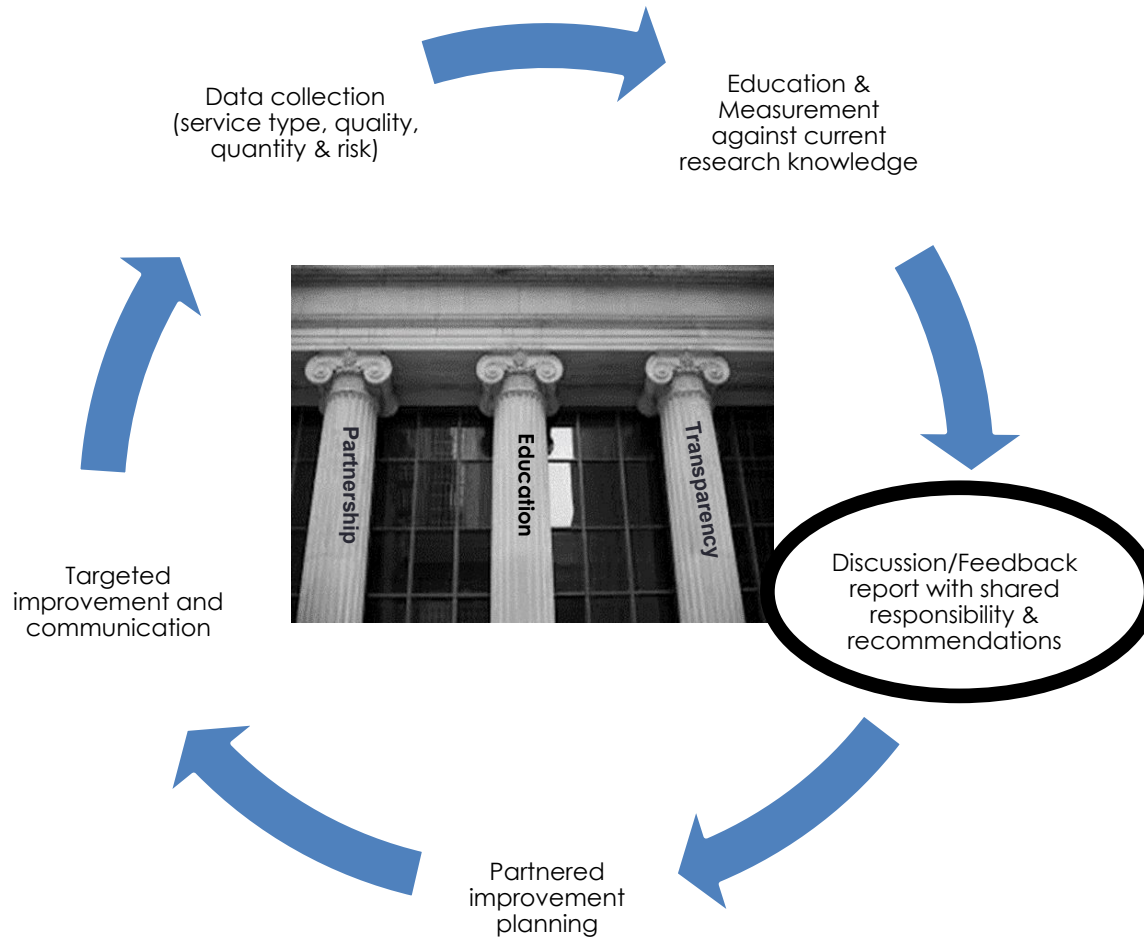 Data collection
(service type, quality,
quantity & risk)
Education &
Measurement
against current
research knowledge
Partnership
Education
Transparency
Discussion/Feedback
report with shared
responsibility &
recommendations
Targeted
improvement and
communication
Partnered
improvement
planning